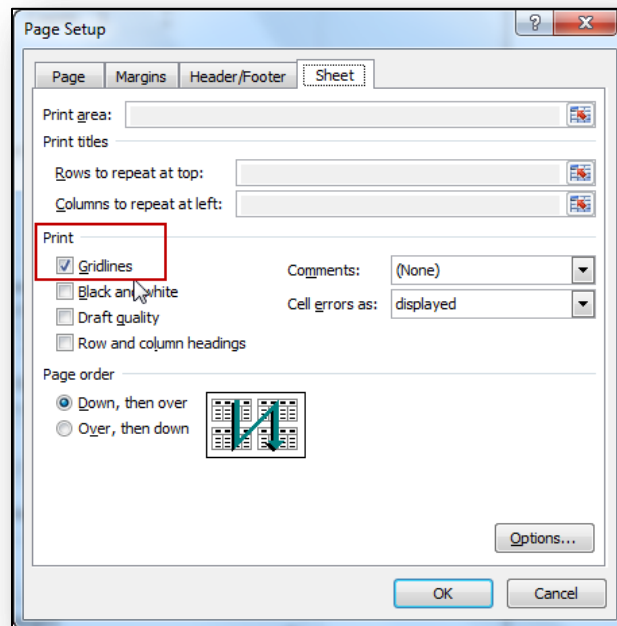 Page Setup
Page Margins Header/Footer Sheet
Print area:
Print titles
Rows to repeat at top:
Columns to repeat at left:
Print
Gridlines
Comments: (None)
Black and white
Cell errors as: displayed
Draft quality
Row and column headings
Page order
Down, then over
Over, then down
Options...
OK Cancel